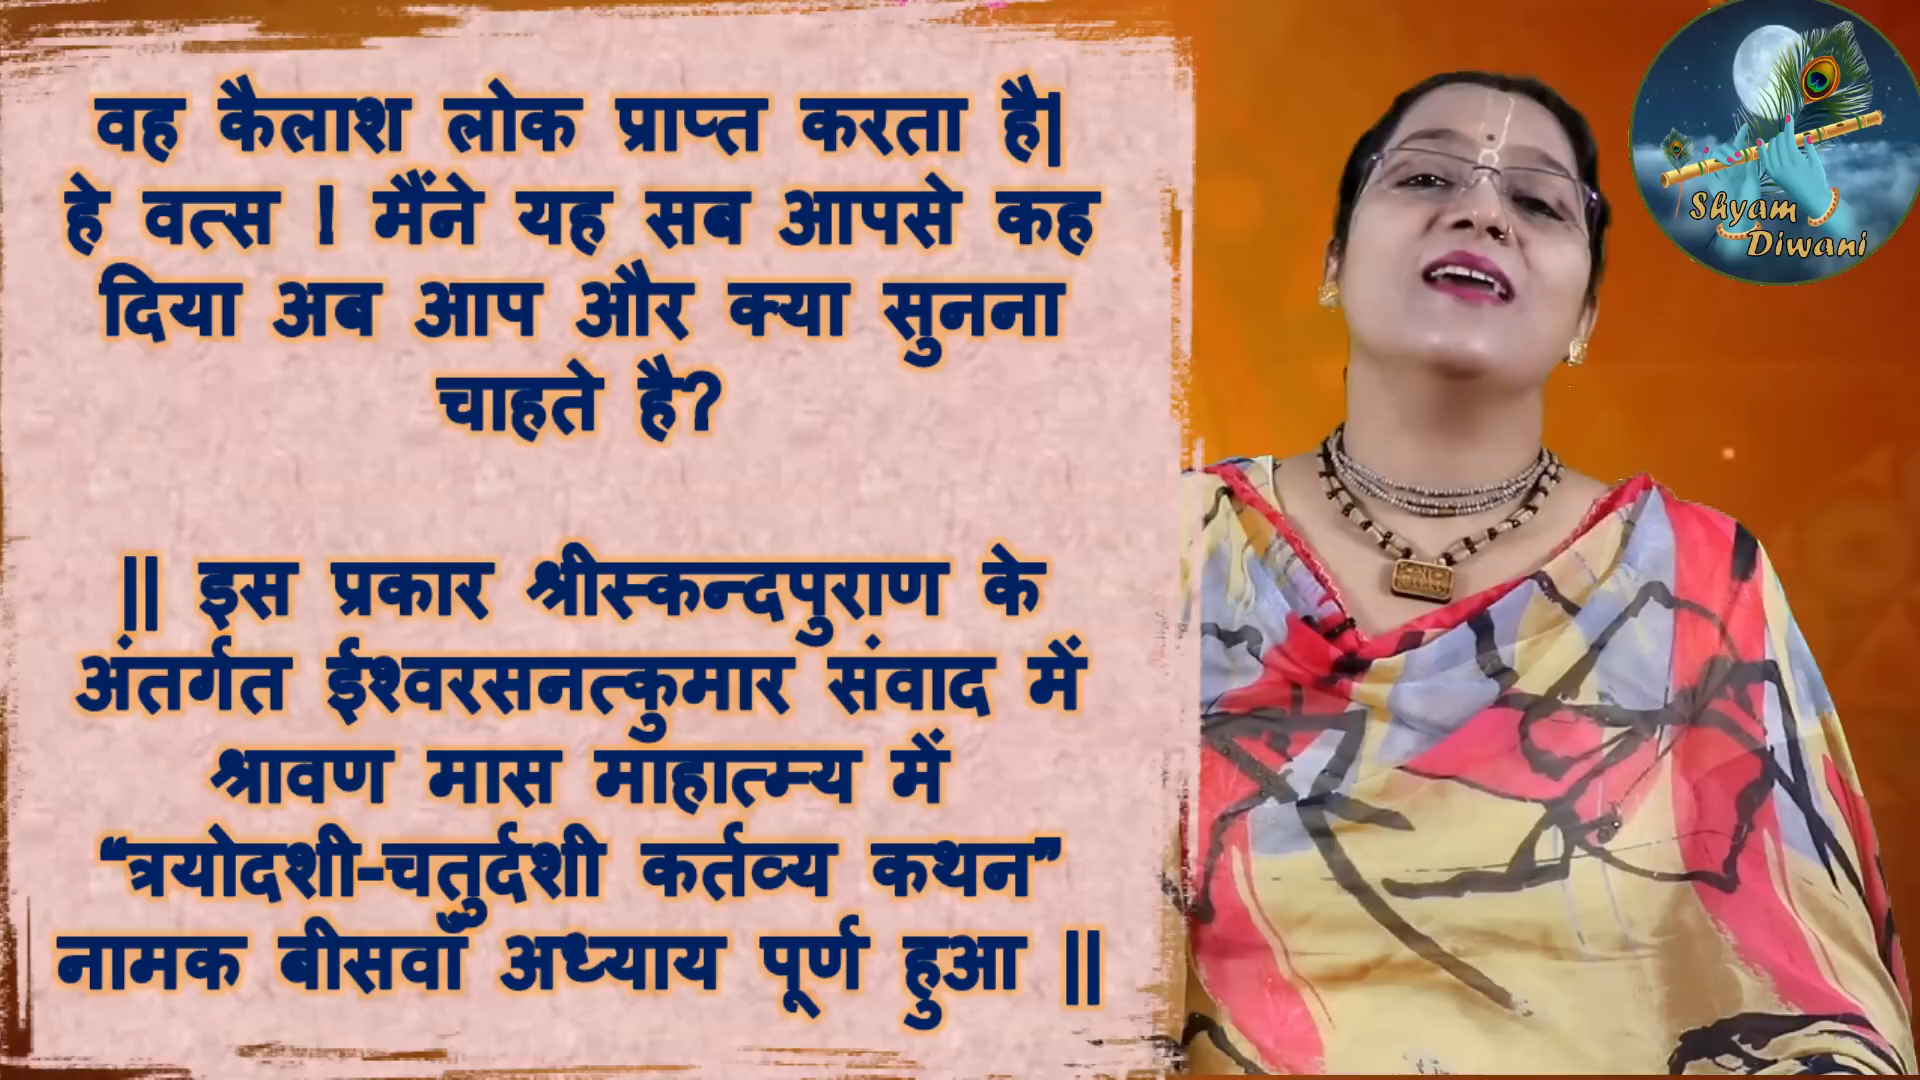 वह कैलाश लोक प्राप्त करता है|
हे वत्स ! मैंने यह सब आपसे कह
दिया अब आप और क्या सुनना
चाहते है?
|| इस प्रकार श्रीस्कन्दपुराण के
अंतर्गत ईश्वरसनत्कुमार संवाद में
श्रावण मास माहात्म्य में
“त्रयोदशी-चतुर्दशी कर्तव्य कथन”
नामक बीसवाँ अध्याय पूर्ण हुआ ||
Shyam
Diwani